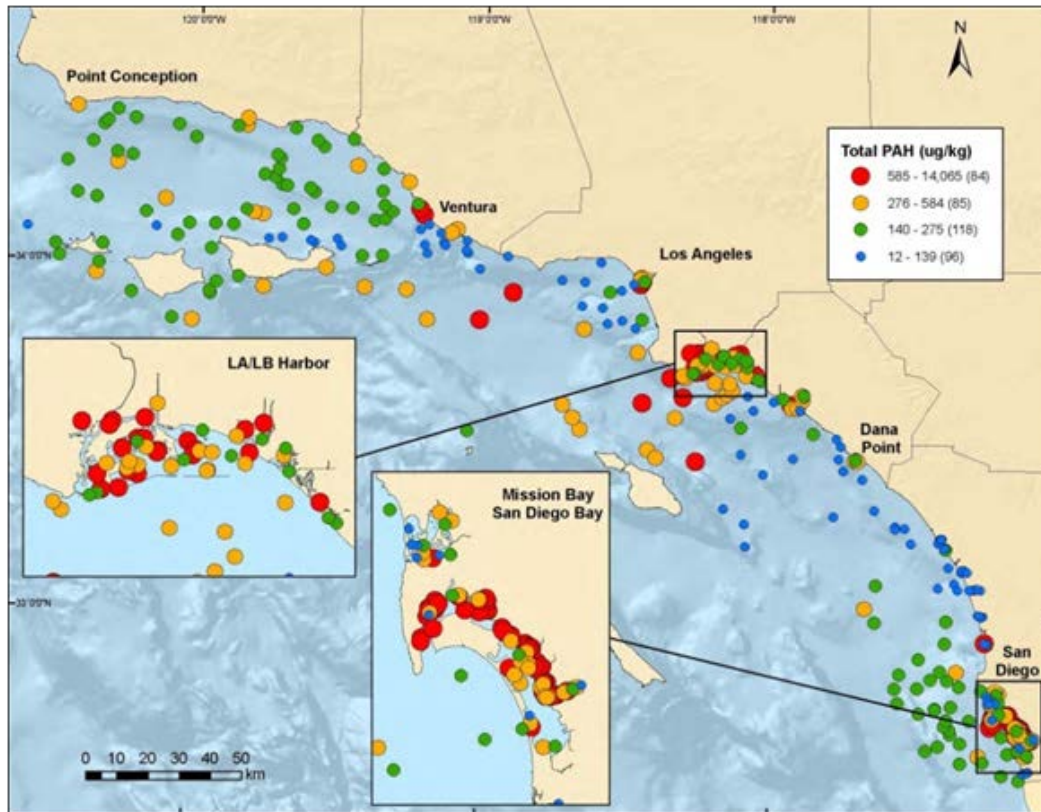 120°0'0"W
119°0'0"W
118°0'0"W
Point Conception
Total PAH (ug/kg)
585 - 14,065 (84)
276 - 584 (85)
140 - 275 (118)
12 - 139 (96)
Ventura
34°0'0"N
Los Angeles
LA/LB Harbor
Dana
Point
Mission Bay
San Diego Bay
33°0'0"N
San
Diego
0 5 10 20 30 40 50
km
N